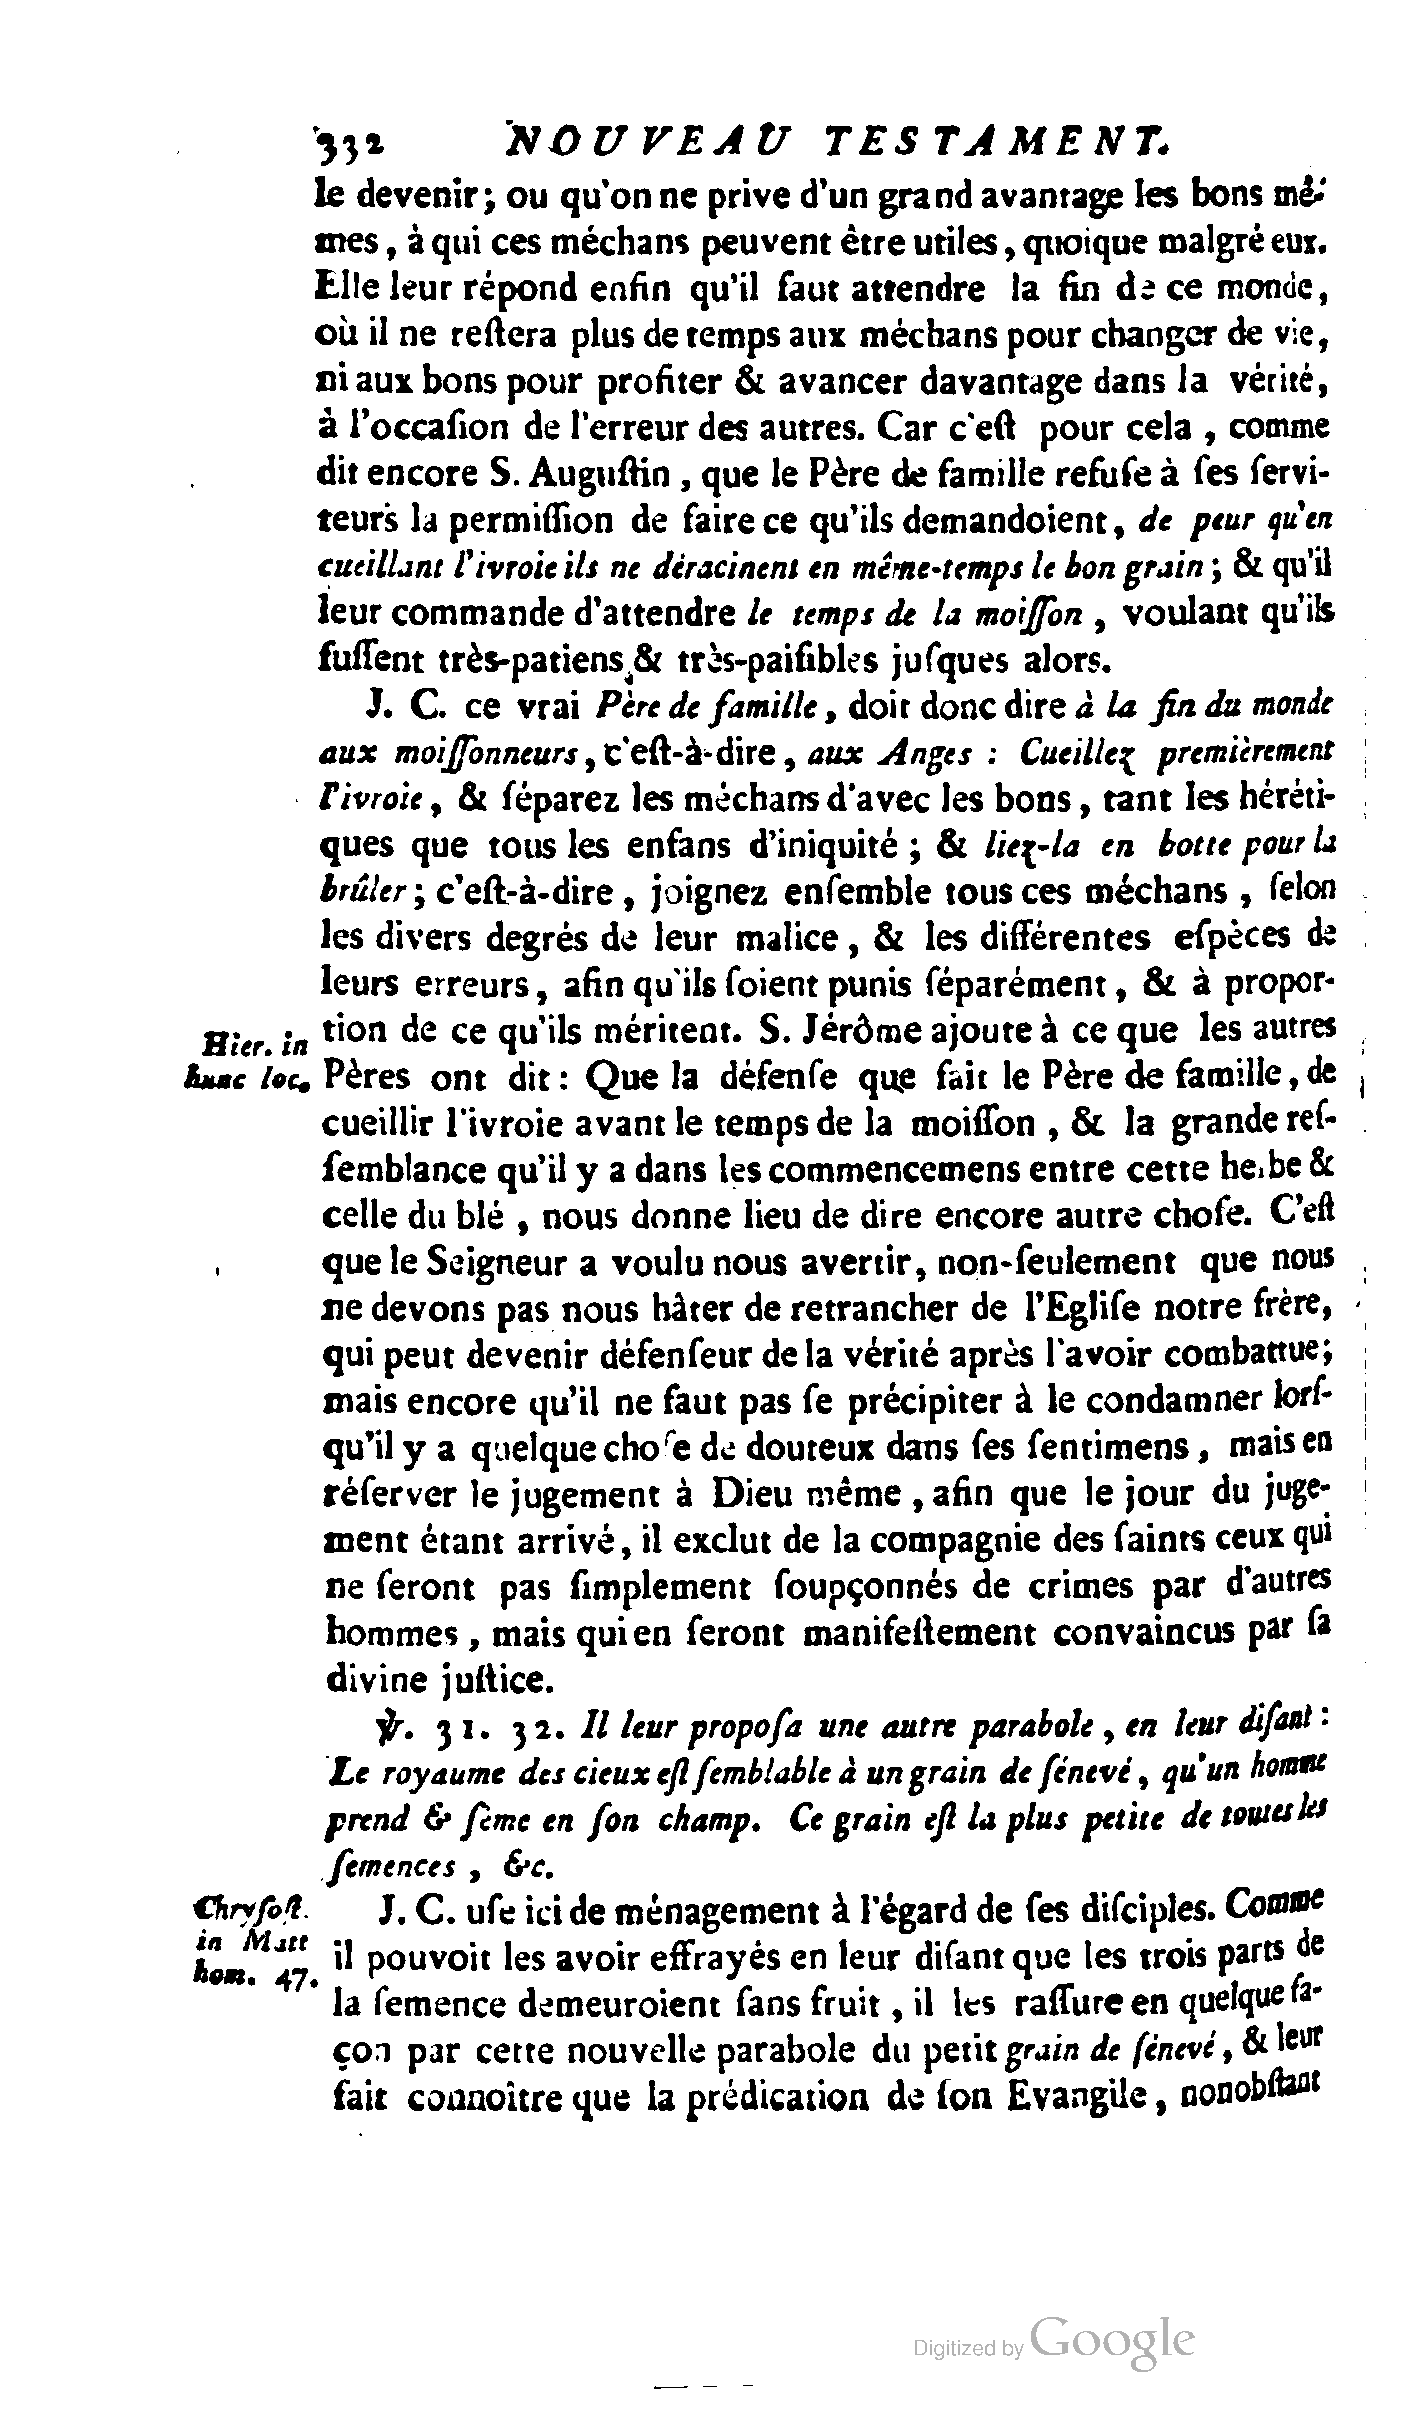 332 NOUVEAU TESTAMENT.
le devenir; ou qu'on ne prive d'un grand avantage les bons mê-
mes, à qui ces méchans peuvent être utiles, quoique malgré eux.
Elle leur répond enfin qu'il faut attendre la fin de ce monde,
où il ne reſtera plus de temps aux méchans pour changer de vie,
ni aux bons pour profiter & avancer davantage dans la vérité,
à l'occaſion de l'erreur des autres. Car c'eſt pour cela, comme
dit encore S. Auguſtin, que le Père de famille refuſe à ſes ſervi-
teurs la permiſſion de faire ce qu'ils demandoient, de peur qu'en
cueillant l'ivroie ils ne déracinent en même-temps le bon grain; & qu'il
leur commande d'attendre le temps de la moiſſon, voulant qu'ils
fuſſent très-patiens & très-paiſibles juſques alors.
J. C. ce vrai Père de famille, doit donc dire à la fin du monde
aux moiſſonneurs, c'eſt-à-dire, aux Anges : Cueillez premièrement
l'ivroie, & ſéparez les méchans d'avec les bons, tant les héréti-
ques que tous les enfans d'iniquité; & liez-la en botte pour la
brûler; c'eſt-à-dire, joignez enſemble tous ces méchans, ſelon
les divers degrés de leur malice, & les différentes eſpèces de
leurs erreurs, afin qu'ils ſoient punis ſéparément, & à propor-
Hier. in tion de ce qu'ils méritent. S. Jérôme ajoute à ce que les autres
hunc loc. Pères ont dit: Que la défenſe que fait le Père de famille, de
cueillir l'ivroie avant le temps de la moiſſon, & la grande reſ-
ſemblance qu'il y a dans les commencemens entre cette herbe &
celle du blé, nous donne lieu de dire encore autre choſe. C'eſt
que le Seigneur a voulu nous avertir, non-ſeulement que nous
ne devons pas nous hâter de retrancher de l'Egliſe notre frère,
qui peut devenir défenſeur de la vérité après l'avoir combattue;
mais encore qu'il ne faut pas ſe précipiter à le condamner lorſ-
qu'il y a quelque choſe de douteux dans ſes ſentimens, mais en
réſerver le jugement à Dieu même, afin que le jour du juge-
ment étant arrivé, il exclut de la compagnie des ſaints ceux qui
ne ſeront pas ſimplement ſoupçonnés de crimes par d'autres
hommes, mais qui en ſeront manifeſtement convaincus par ſa
divine juſtice.
℣. 31. 32. Il leur propoſa une autre parabole, en leur diſant :
Le royaume des cieux eſt ſemblable à un grain de ſénevé, qu'un homme
prend & ſème en ſon champ. Ce grain eſt la plus petite de toutes les
ſemences, &c.
Chryſoſt. J. C. uſe ici de ménagement à l'égard de ſes diſciples. Comme
in Matt il pouvoit les avoir effrayés en leur diſant que les trois parts de
hom. 47. la ſemence demeuroient ſans fruit, il les raſſure en quelque fa-
çon par cette nouvelle parabole du petit grain de ſénevé, & leur
fait connoître que la prédication de ſon Evangile, nonobſtant
Digitized by Google